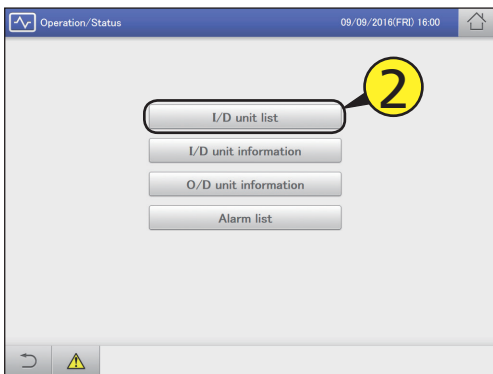 Operation/Status 09/09/2016(FRI) 16:00
2
I/D unit list
I/D unit information
O/D unit information
Alarm list